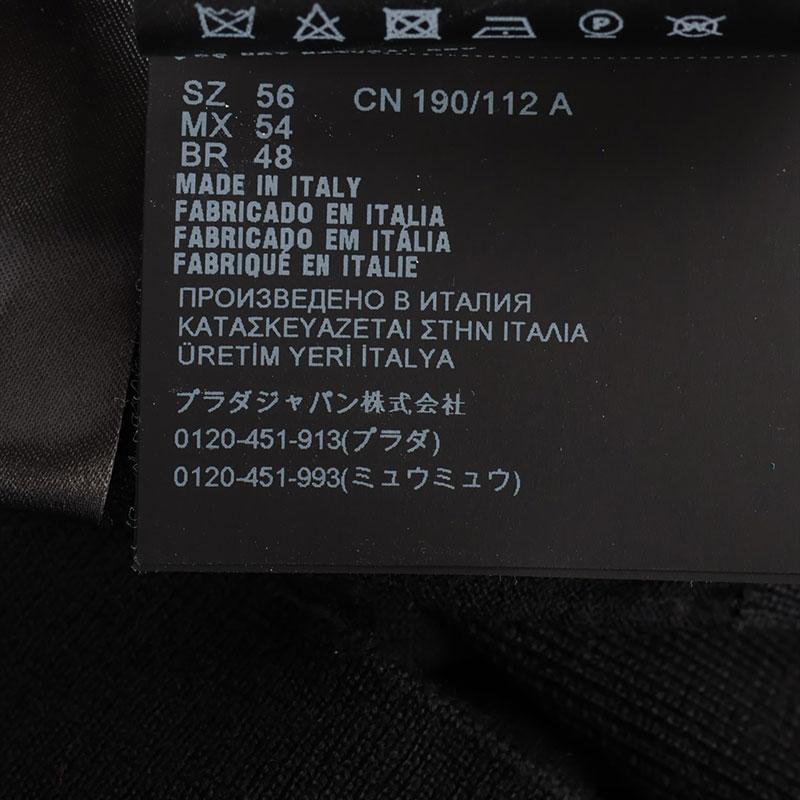 SZ 56 CN 190/112 A
MX 54
BR 48
MADE IN ITALY
FABRICADO EN ITALIA
FABRICADO EM ITÁLIA
FABRIQUÉ EN ITALIE
ПРОИЗВЕДЕНО В ИТАЛИЯ
ΚΑΤΑΣΚΕΥΑΖΕΤΑΙ ΣΤΗΝ ΙΤΑΛΙΑ
ÜRETİM YERİ İTALYA
プラダジャパン株式会社
0120-451-913(プラダ)
0120-451-993(ミュウミュウ)